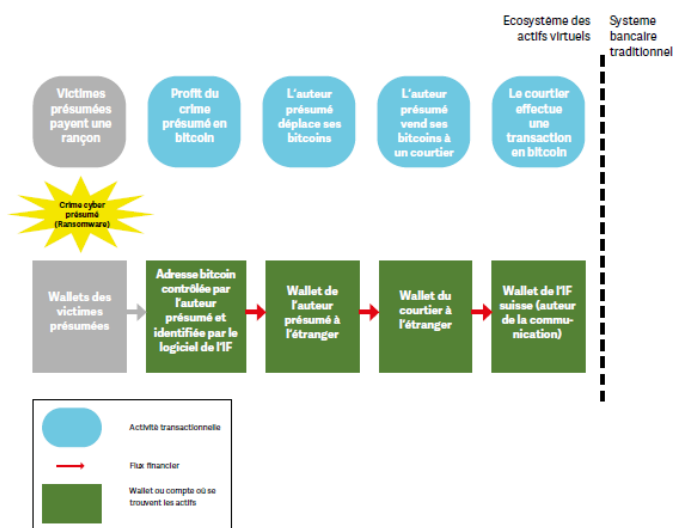 Ecosystème des
actifs virtuels
Systeme
bancaire
traditionnel
Victimes
présumées
payent une
rançon
Profit du
crime
présumé en
bitcoin
L'auteur
présumé
déplace ses
bitcoins
L'auteur
présumé
vend ses
bitcoins à
un courtier
Le courtier
effectue
une
transaction
en bitcoin
Crime cyber
présumé
(Ransomware)
Wallets des
victimes
présumées
Adresse bitcoin
contrôlée par
l'auteur
présumé et
identifiée par le
logiciel de l'IF
Wallet de
l'auteur
présumé à
l'étranger
Wallet du
courtier à
l'étranger
Wallet de l'IF
suisse (auteur
de la commu-
nication)
Activité transactionnelle
Flux financier
Wallet ou compte où se
trouvent les actifs